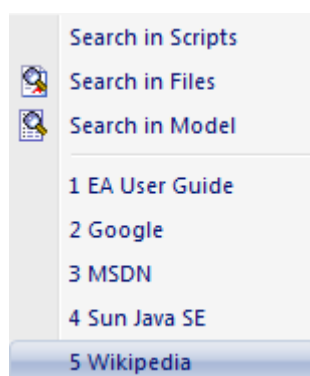 Search in Scripts
Search in Files
Search in Model
1 EA User Guide
2 Google
3 MSDN
4 Sun Java SE
5 Wikipedia